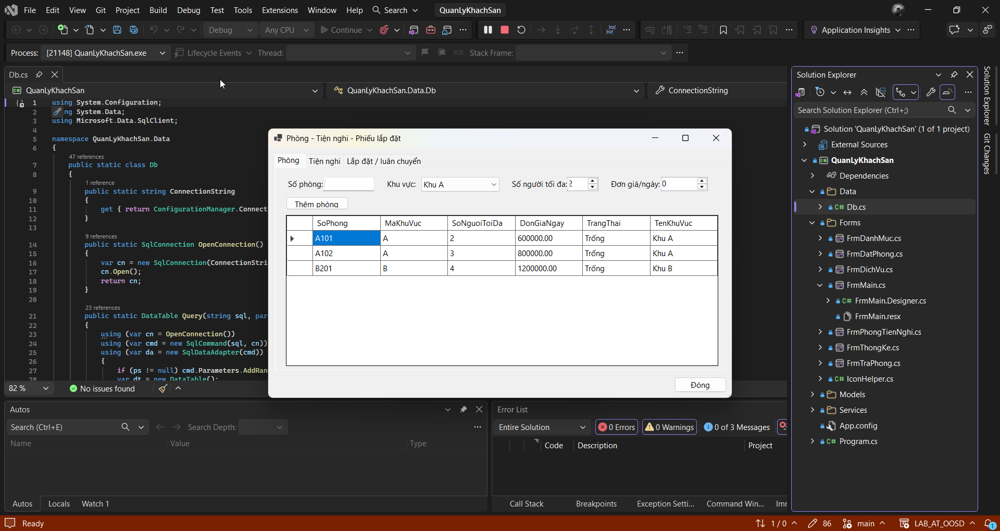 File Edit View Git Project Build Debug Test Tools Extensions Window Help Search QuanLyKhachSan
Debug Any CPU Continue Application Insights
Process: [21148] QuanLyKhachSan.exe Lifecycle Events Thread: Stack Frame:
Db.cs
QuanLyKhachSan QuanLyKhachSan.Data.Db ConnectionString
1 using System.Configuration;
2 ng System.Data;
3 using Microsoft.Data.SqlClient;
4
5 namespace QuanLyKhachSan.Data
6 {
47 references
7 public static class Db
8 {
1 reference
9 public static string ConnectionString
10 {
11 get { return ConfigurationManager.Connect
12 }
13
9 references
14 public static SqlConnection OpenConnection()
15 {
16 var cn = new SqlConnection(ConnectionStri
17 cn.Open();
18 return cn;
19 }
20
23 references
21 public static DataTable Query(string sql, par
22 {
23 using (var cn = OpenConnection())
24 using (var cmd = new SqlCommand(sql, cn))
25 using (var da = new SqlDataAdapter(cmd))
26 {
27 if (ps != null) cmd.Parameters.AddRan
28 var dt = new DataTable();
82 % No issues found
Phòng - Tiện nghi - Phiếu lắp đặt
Phòng Tiện nghi Lắp đặt / luân chuyển
Số phòng: Khu vực: Khu A Số người tối đa: 2 Đơn giá/ngày: 0
Thêm phòng
SoPhong MaKhuVuc SoNguoiToiDa DonGiaNgay TrangThai TenKhuVuc
A101 A 2 600000.00 Trống Khu A
A102 A 3 800000.00 Trống Khu A
B201 B 4 1200000.00 Trống Khu B
Đóng
Autos
Search (Ctrl+E) Search Depth:
Name Value Type
Autos Locals Watch 1
Error List
Entire Solution 0 Errors 0 Warnings 0 of 3 Messages
Code Description Project
Call Stack Breakpoints Exception Setti... Command Win... Imr
Solution Explorer
Search Solution Explorer (Ctrl+;)
Solution 'QuanLyKhachSan' (1 of 1 project)
External Sources
QuanLyKhachSan
Dependencies
Data
C# Db.cs
Forms
FrmDanhMuc.cs
FrmDatPhong.cs
FrmDichVu.cs
FrmMain.cs
C# FrmMain.Designer.cs
FrmMain.resx
FrmPhongTienNghi.cs
FrmThongKe.cs
FrmTraPhong.cs
C# IconHelper.cs
Models
Services
App.config
C# Program.cs
Solution Explorer
Git Changes
Ready 1 / 0 86 main LAB_AT_OOSD 1